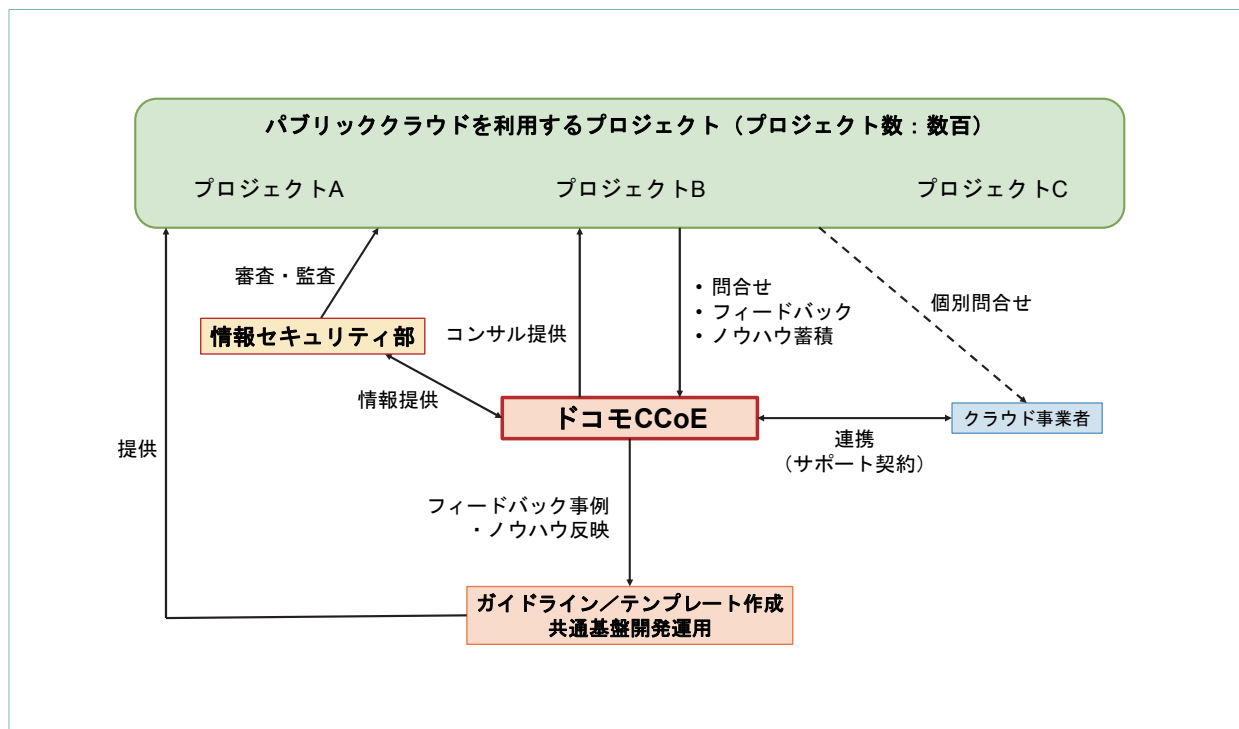 パブリッククラウドを利用するプロジェクト（プロジェクト数：数百）
プロジェクトA
プロジェクトB
プロジェクトC
審査・監査
情報セキュリティ部
コンサル提供
• 問合せ
• フィードバック
• ノウハウ蓄積
個別問合せ
情報提供
ドコモCCoE
クラウド事業者
連携
（サポート契約）
提供
フィードバック事例
・ノウハウ反映
ガイドライン／テンプレート作成
共通基盤開発運用